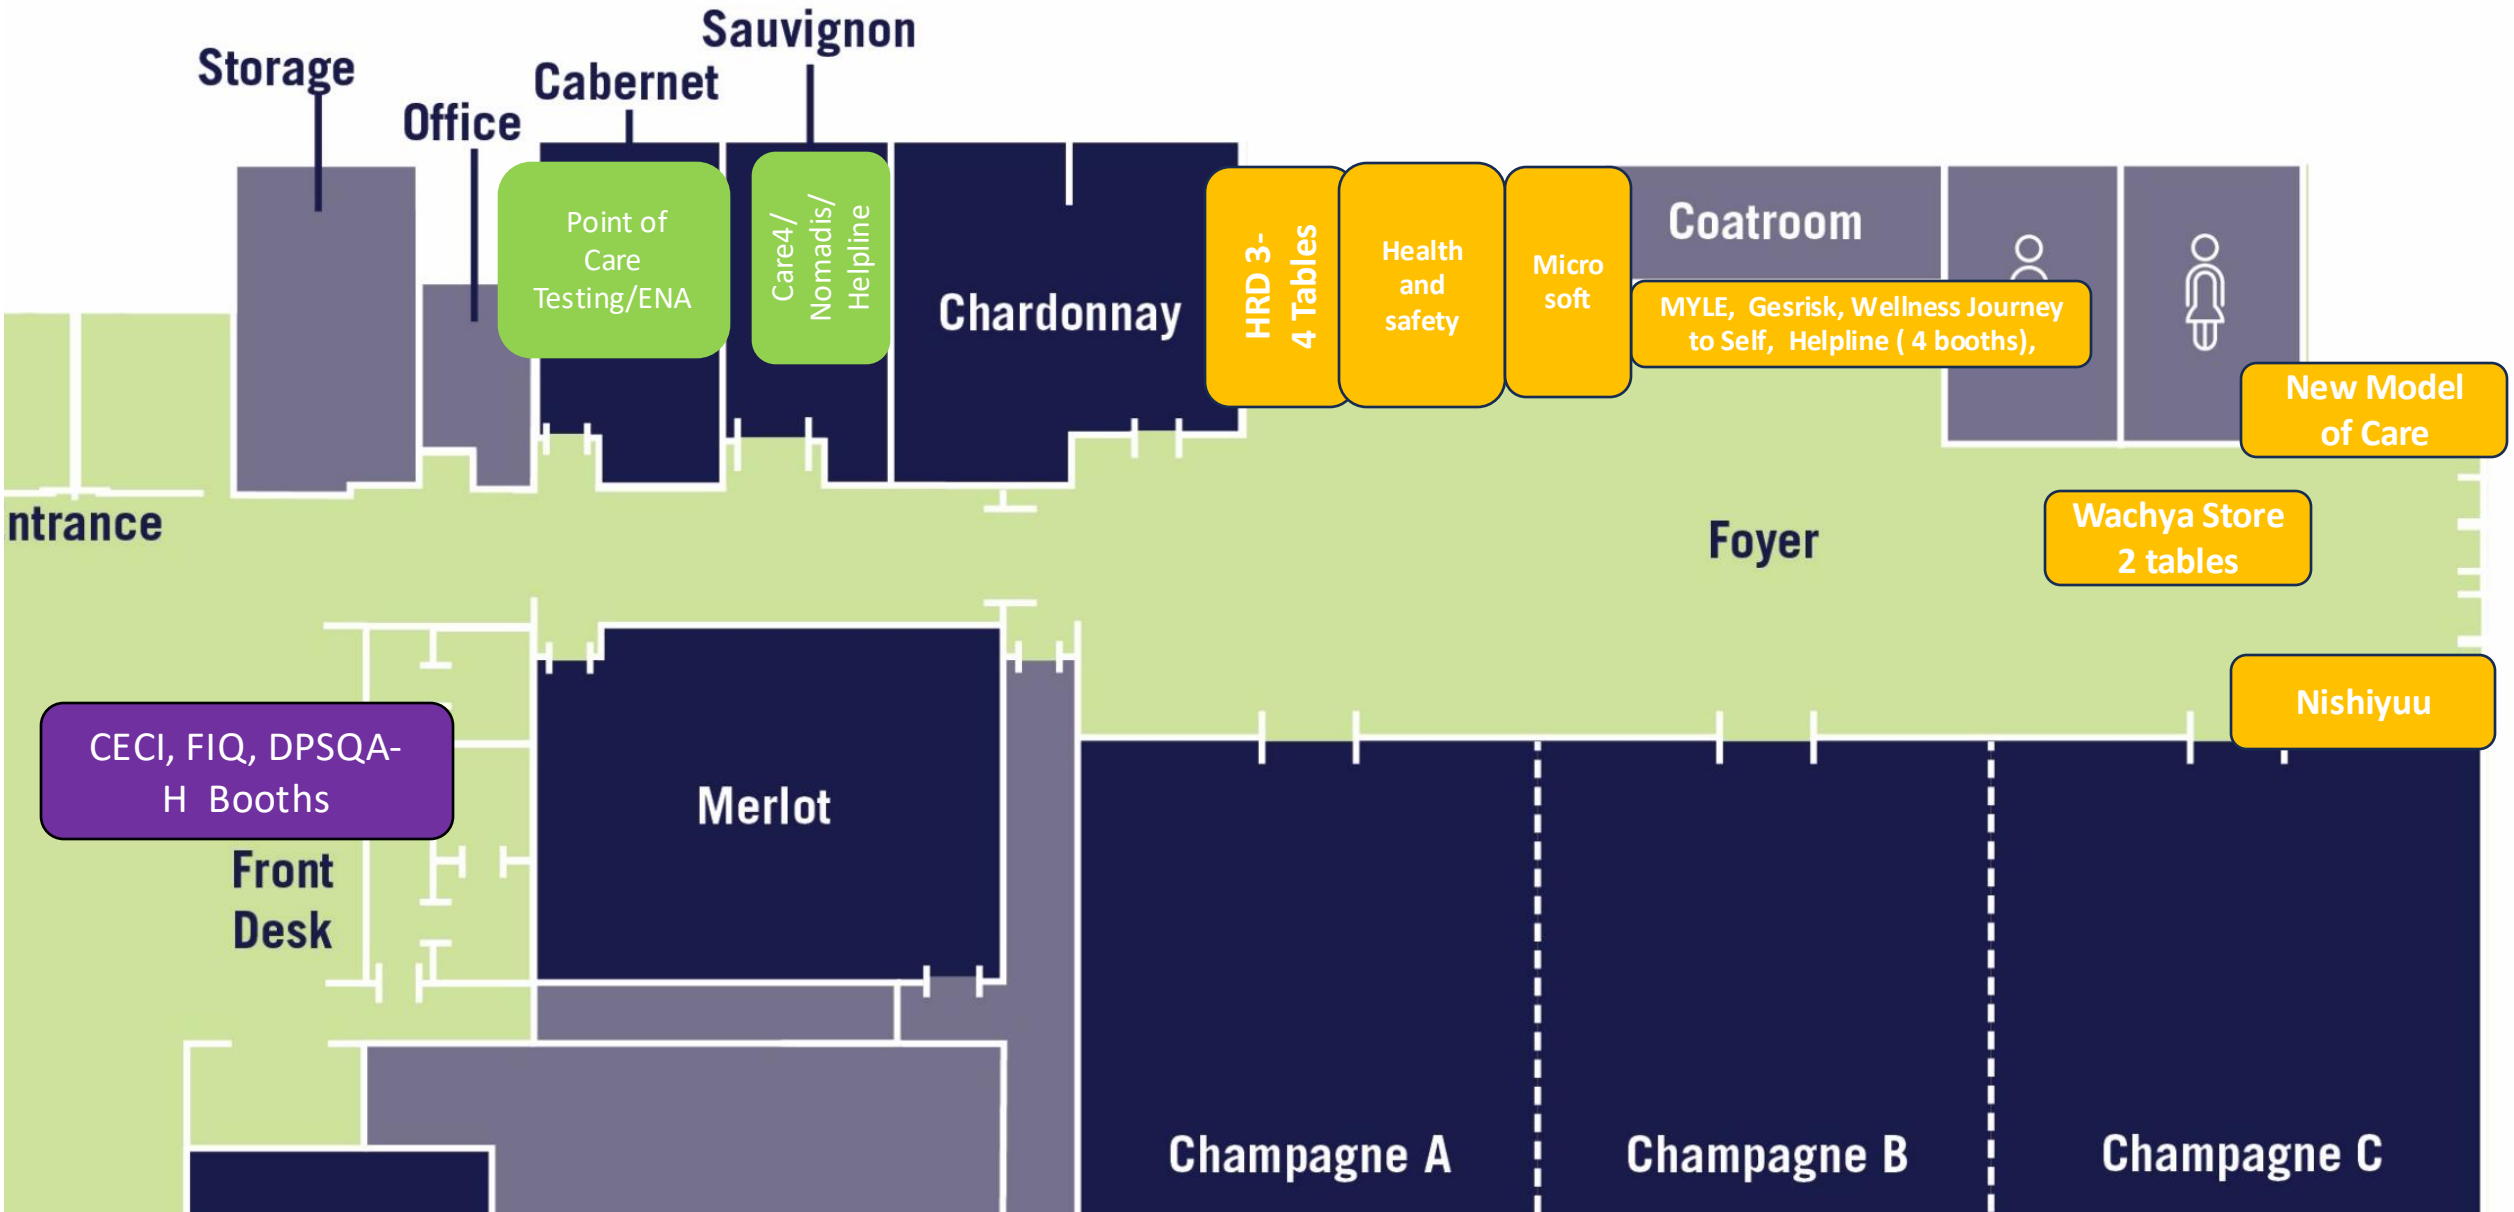 Sauvignon
Storage
Cabernet
Office
Point of
Care
Testing/ENA
Care4/
Nomadis/
Helpline
Chardonnay
HRD 3-
4 Tables
Health
and
safety
Micro
soft
Coatroom
MYLE, Gesrisk, Wellness Journey
to Self, Helpline ( 4 booths),
New Model
of Care
ntrance
Foyer
Wachya Store
2 tables
Nishiyuu
CECI, FIQ, DPSQA-
H Booths
Merlot
Front
Desk
Champagne A
Champagne B
Champagne C